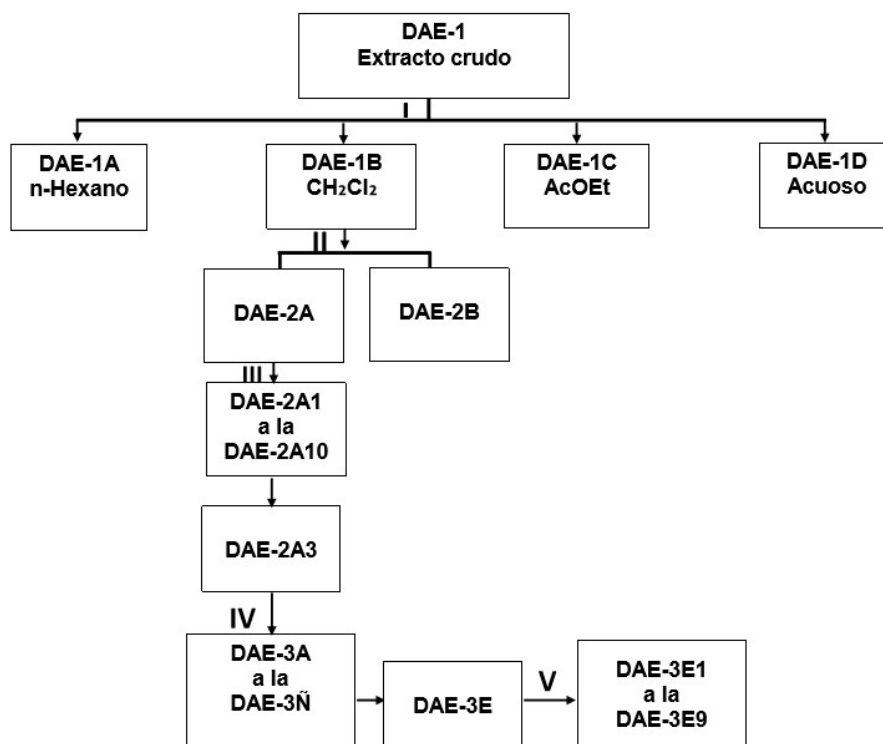 DAE-1
Extracto crudo
I
DAE-1A
n-Hexano
DAE-1B
CH₂Cl₂
DAE-1C
AcOEt
DAE-1D
Acuoso
II
DAE-2A
DAE-2B
III
DAE-2A1
a la
DAE-2A10
DAE-2A3
IV
DAE-3A
a la
DAE-3Ñ
DAE-3E
V
DAE-3E1
a la
DAE-3E9